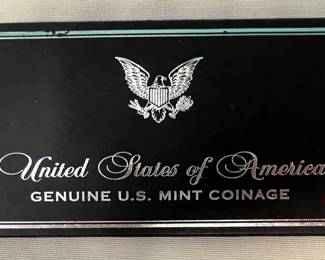 United States of America
GENUINE U.S. MINT COINAGE